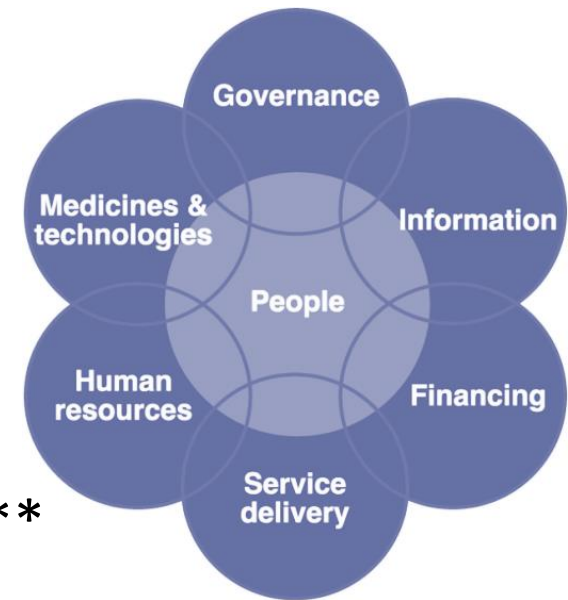 Governance
Medicines &
technologies
Information
People
Human
resources
Financing
Service
delivery
**